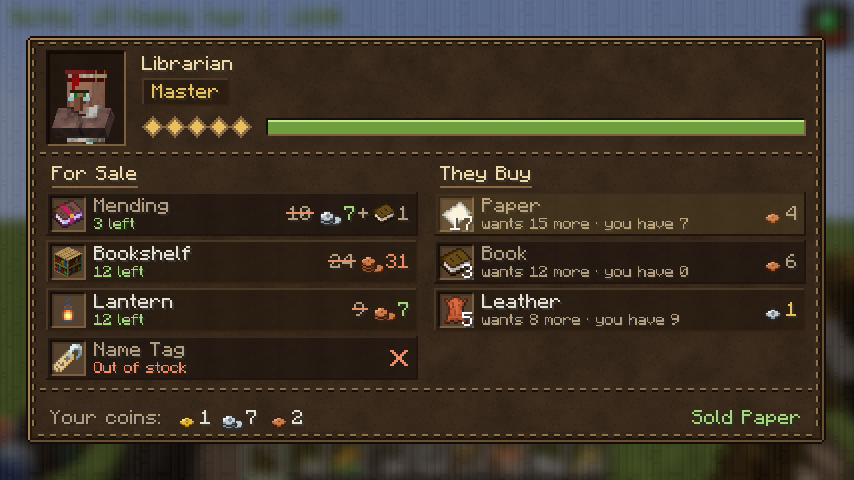 Librarian
Master
For Sale
Mending
3 left
10 7+ 1
Bookshelf
12 left
24 31
Lantern
12 left
9 7
Name Tag
Out of stock
They Buy
17
Paper
wants 15 more · you have 7
4
3
Book
wants 12 more · you have 0
6
5
Leather
wants 8 more · you have 9
1
Your coins: 1 7 2
Sold Paper